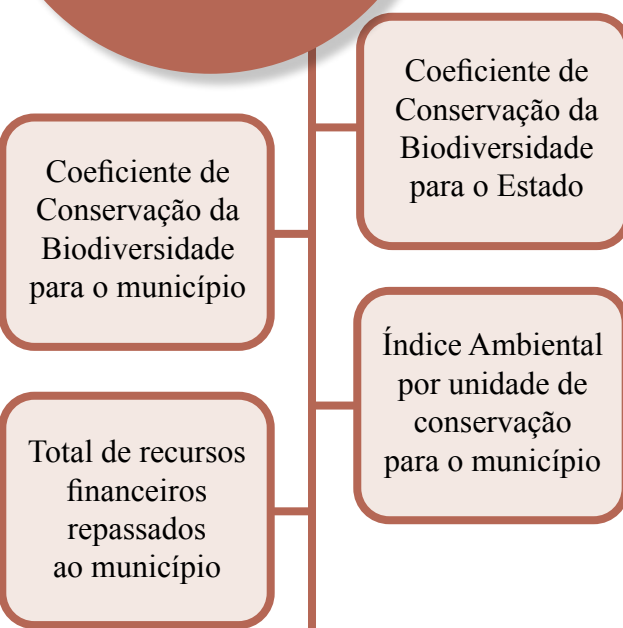 Coeficiente de
Conservação da
Biodiversidade
para o Estado
Coeficiente de
Conservação da
Biodiversidade
para o município
Índice Ambiental
por unidade de
conservação
para o município
Total de recursos
financeiros
repassados
ao município